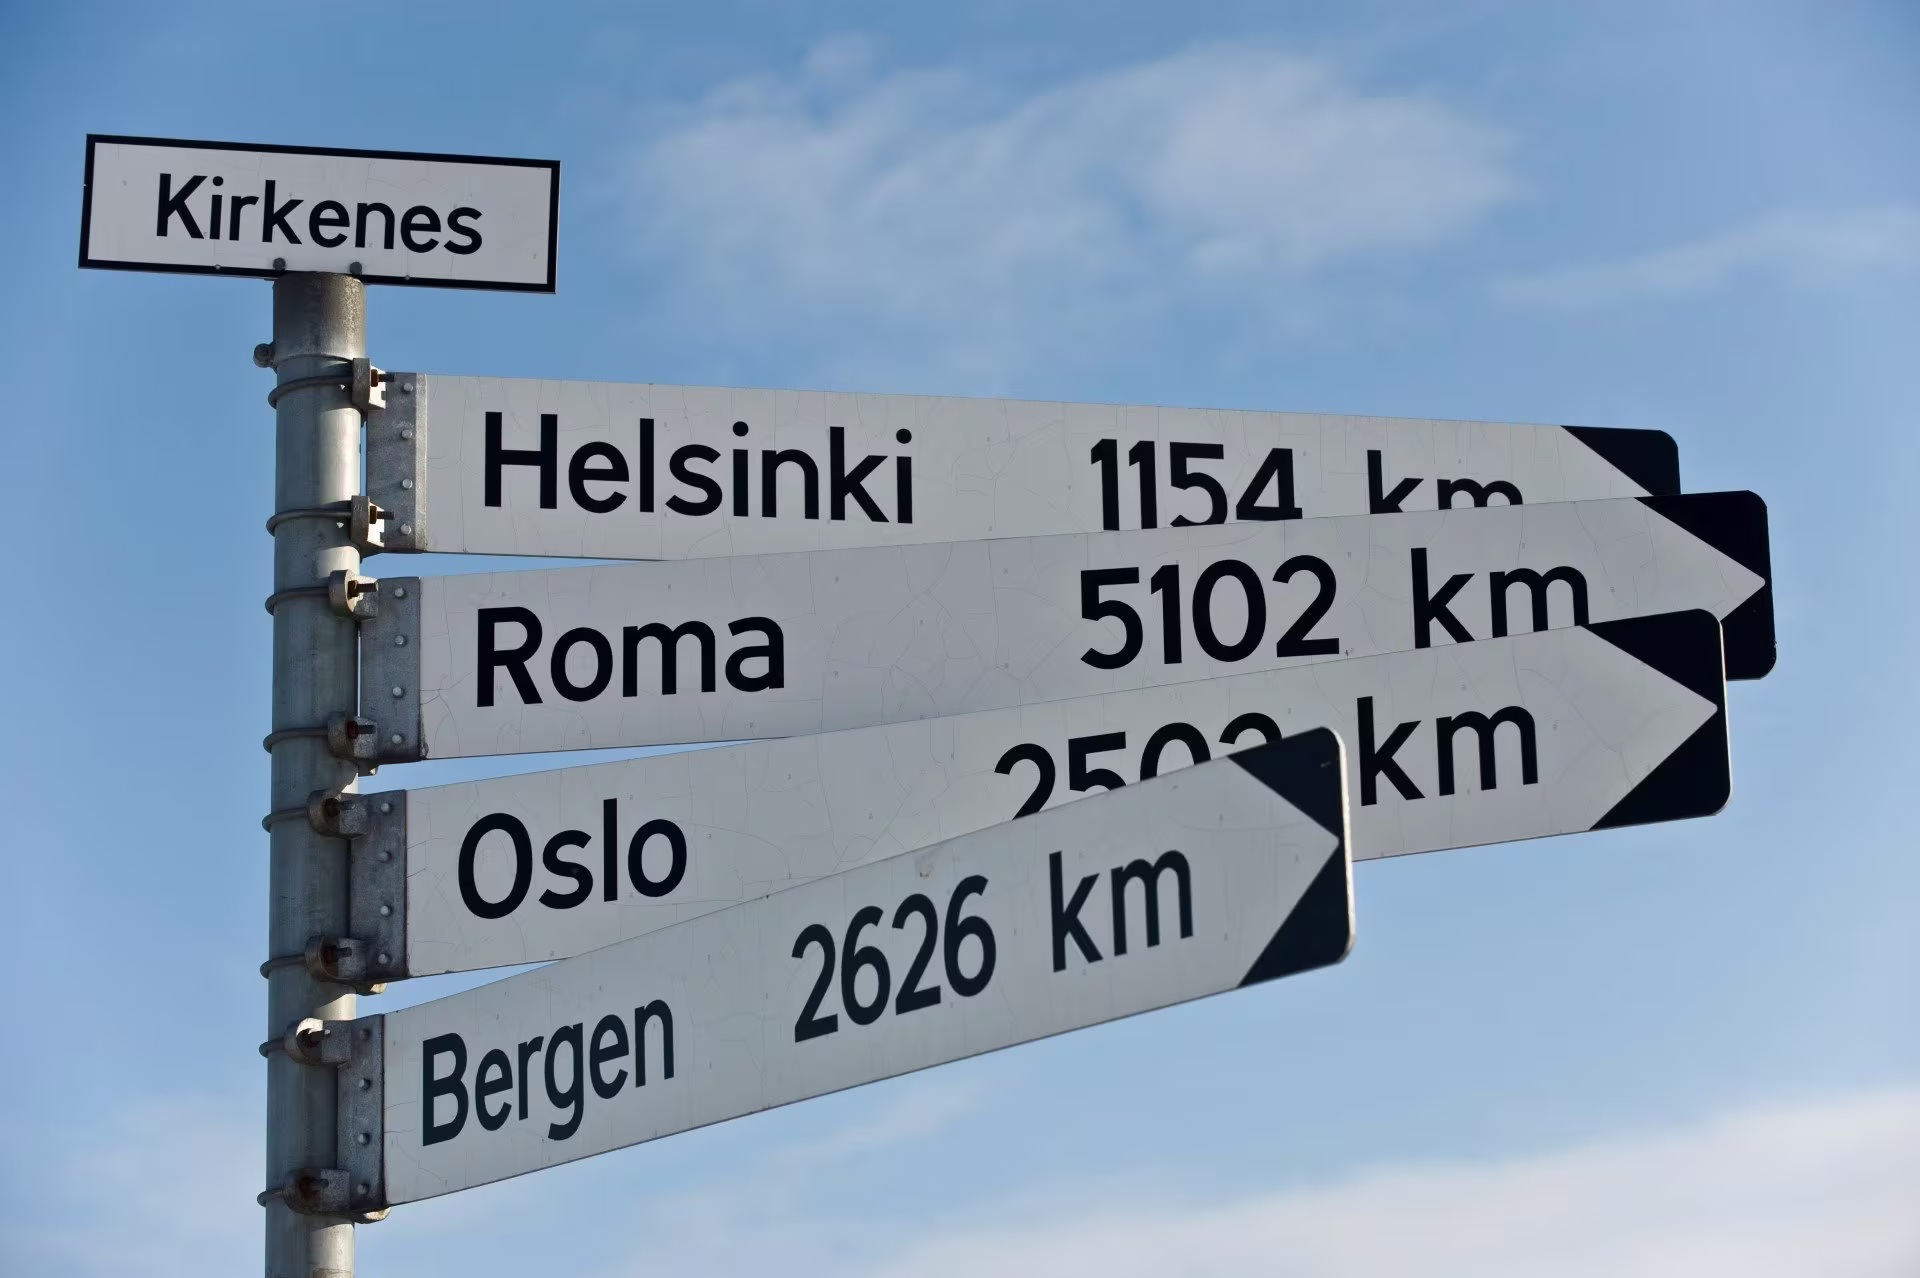 Kirkenes
Helsinki 1154 km
Roma 5102 km
Oslo km
Bergen 2626 km